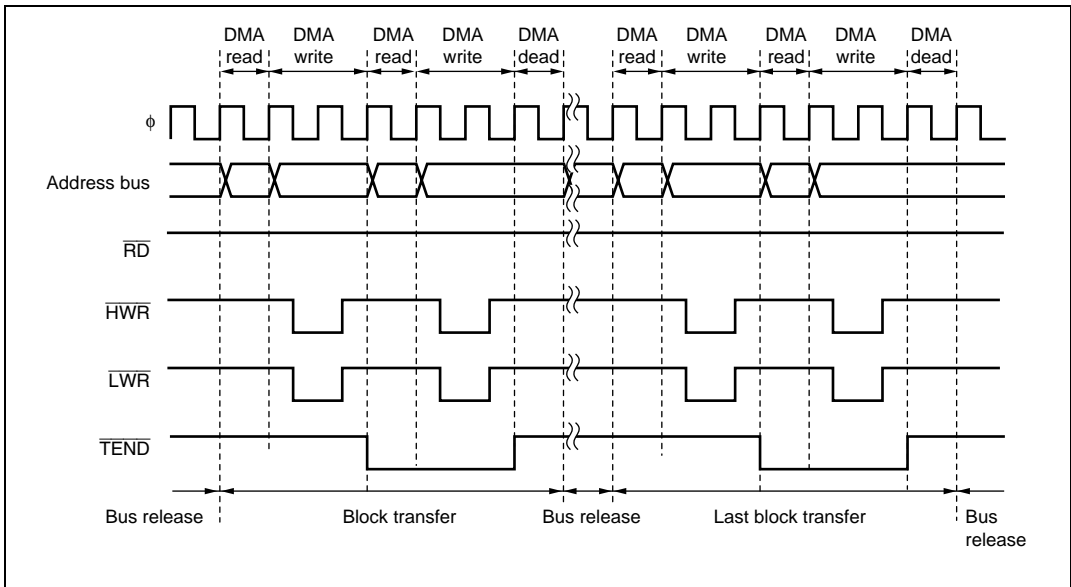 DMA DMA DMA DMA DMA DMA DMA DMA DMA DMA
read write read write dead read write read write dead
ϕ
Address bus
RD
HWR
LWR
TEND
Bus release Block transfer Bus release Last block transfer Bus
release